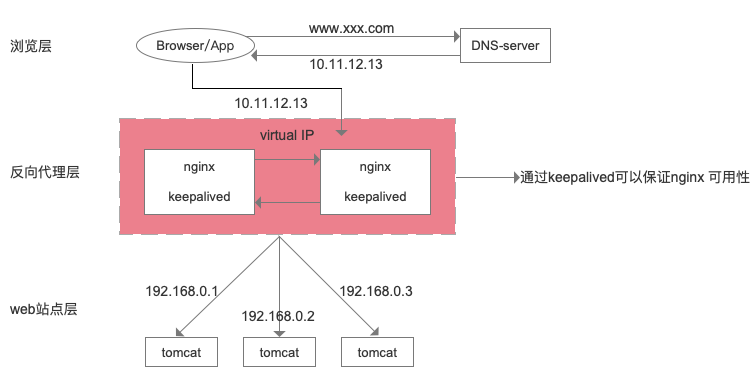 www.xxx.com
浏览层
Browser/App
DNS-server
10.11.12.13
10.11.12.13
virtual IP
反向代理层
nginx
keepalived
nginx
keepalived
通过keepalived可以保证nginx 可用性
192.168.0.1
192.168.0.3
web站点层
192.168.0.2
tomcat
tomcat
tomcat